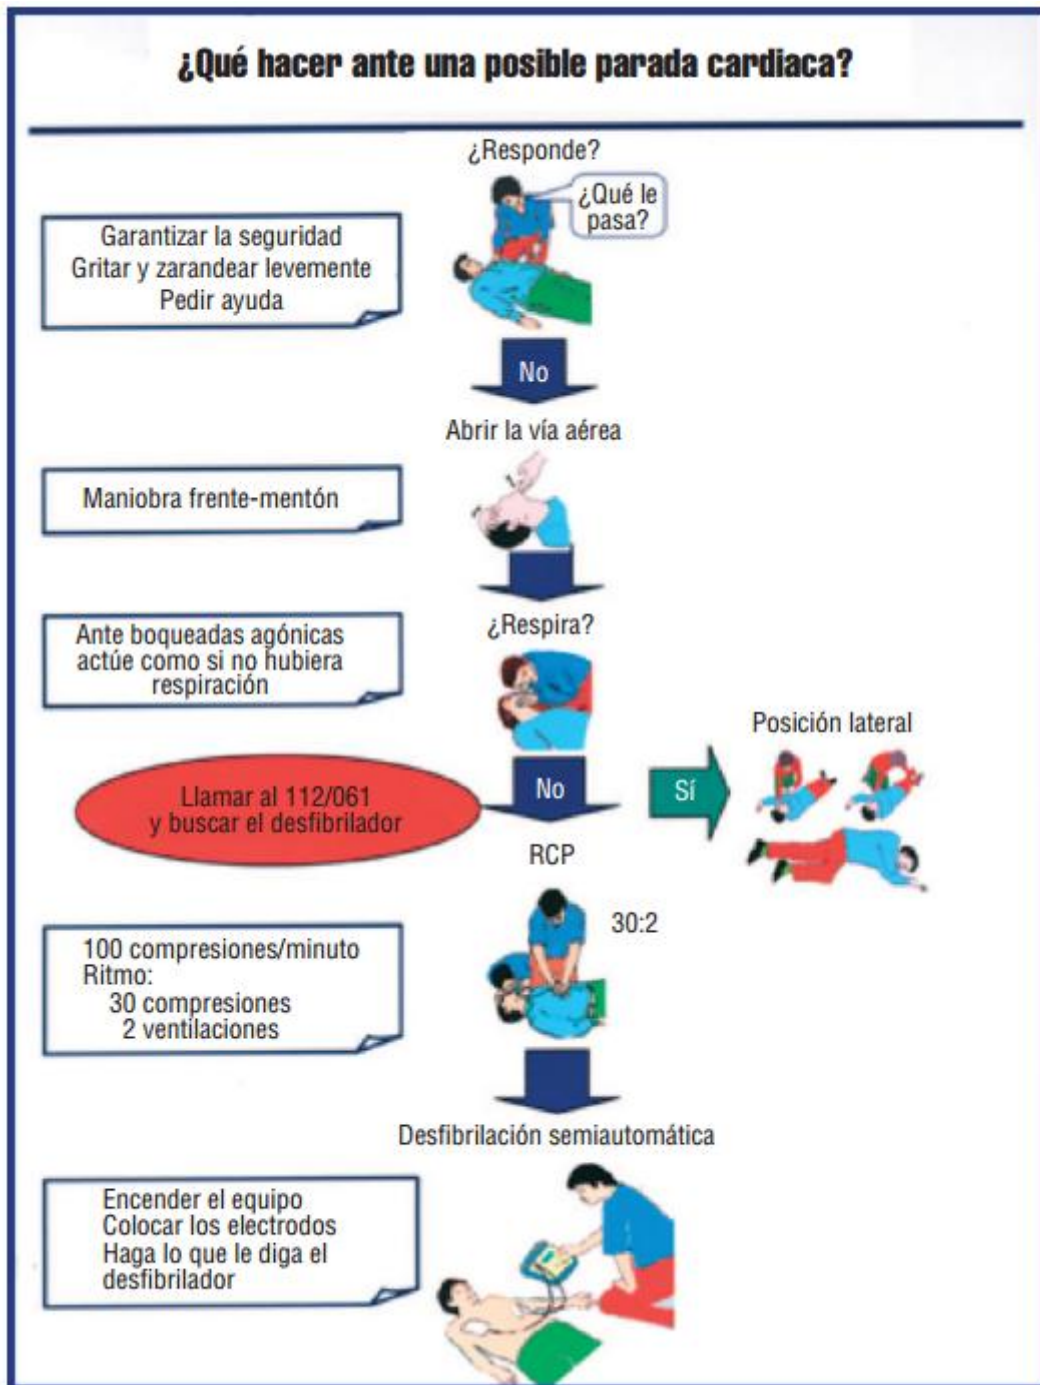 ¿Qué hacer ante una posible parada cardiaca?
¿Responde?
¿Qué le
pasa?
Garantizar la seguridad
Gritar y zarandear levemente
Pedir ayuda
No
Abrir la vía aérea
Maniobra frente-mentón
¿Respira?
Ante boqueadas agónicas
actúe como si no hubiera
respiración
Posición lateral
Llamar al 112/061
y buscar el desfibrilador
No
Sí
RCP
30:2
100 compresiones/minuto
Ritmo:
30 compresiones
2 ventilaciones
Desfibrilación semiautomática
Encender el equipo
Colocar los electrodos
Haga lo que le diga el
desfibrilador